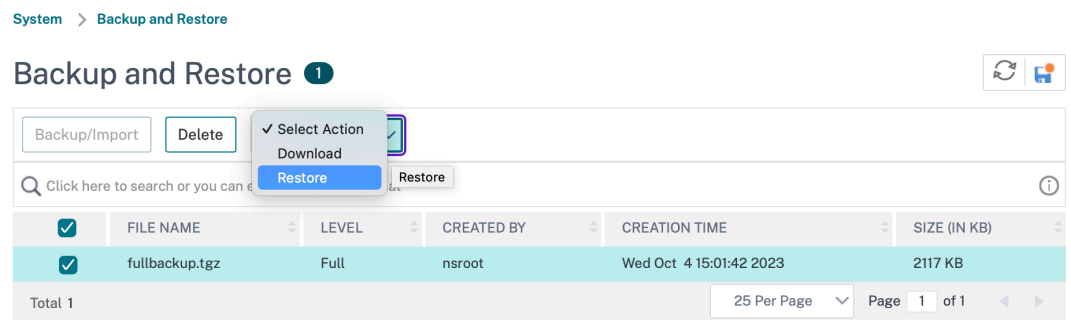 System > Backup and Restore
Backup and Restore 1
Backup/Import Delete
✓ Select Action
Download
Restore
Restore
Click here to search or you can e
FILE NAME LEVEL CREATED BY CREATION TIME SIZE (IN KB)
fullbackup.tgz Full nsroot Wed Oct 4 15:01:42 2023 2117 KB
Total 1 25 Per Page Page 1 of 1